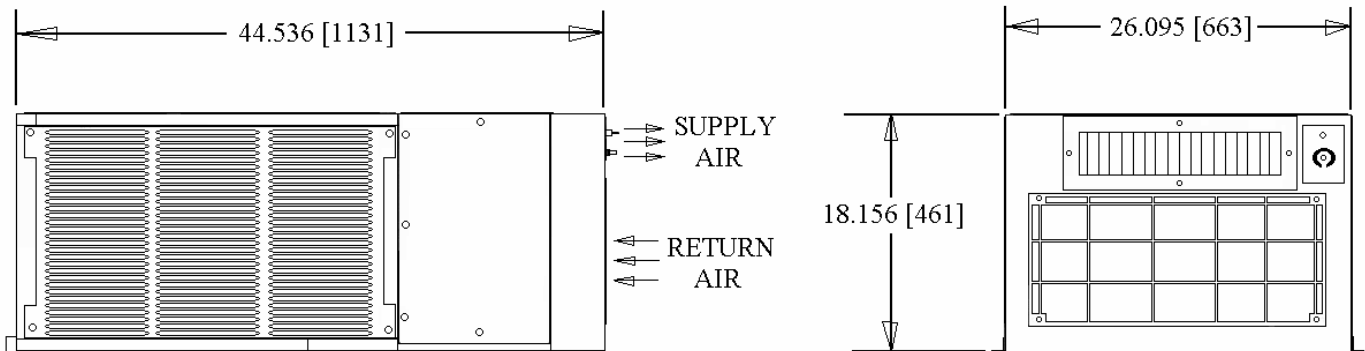 44.536 [1131]
26.095 [663]
SUPPLY
AIR
18.156 [461]
RETURN
AIR